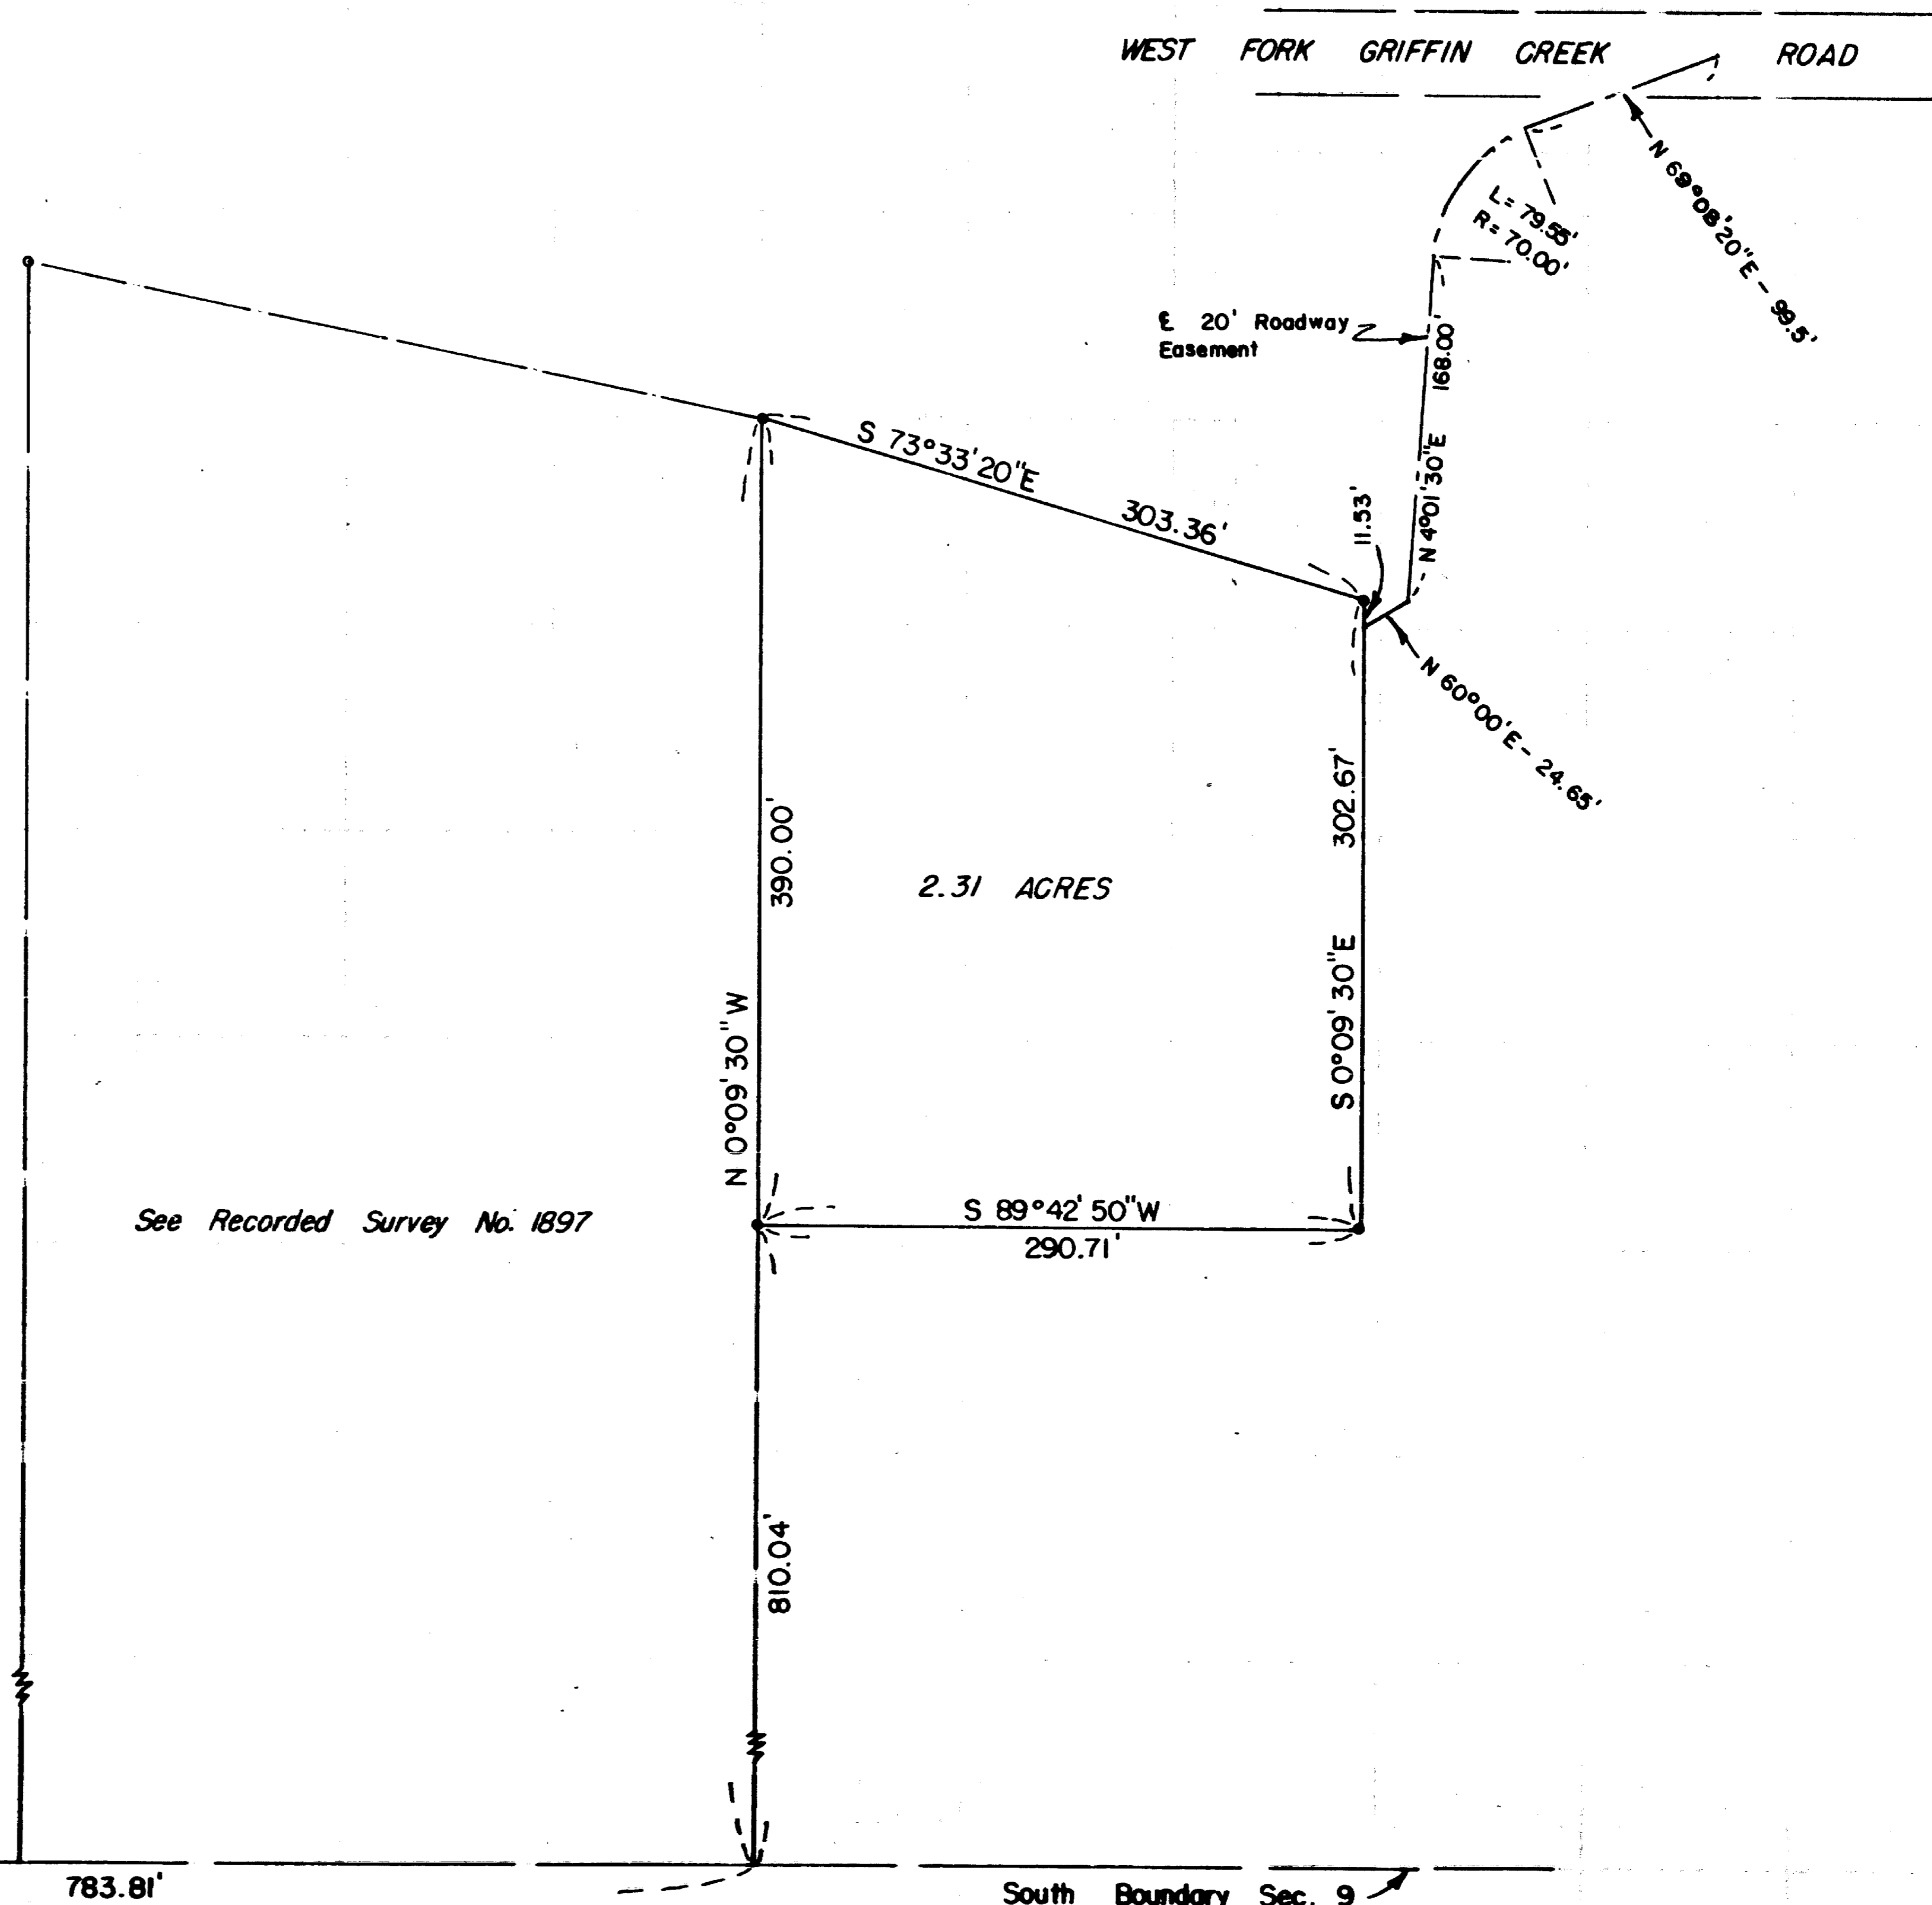 WEST FORK GRIFFIN CREEK ROAD
N 69°08'20"E - 99.5'
L = 79.55'
R = 70.00'
℄ 20' Roadway
Easement
168.00'
N 4°01'30"E
S 73°33'20"E
303.36'
11.53'
N 60°00'E - 24.65'
302.67'
S 0°09'30"E
390.00'
N 0°09'30"W
2.31 ACRES
See Recorded Survey No. 1897
S 89°42'50"W
290.71'
810.04'
783.81'
South Boundary Sec. 9